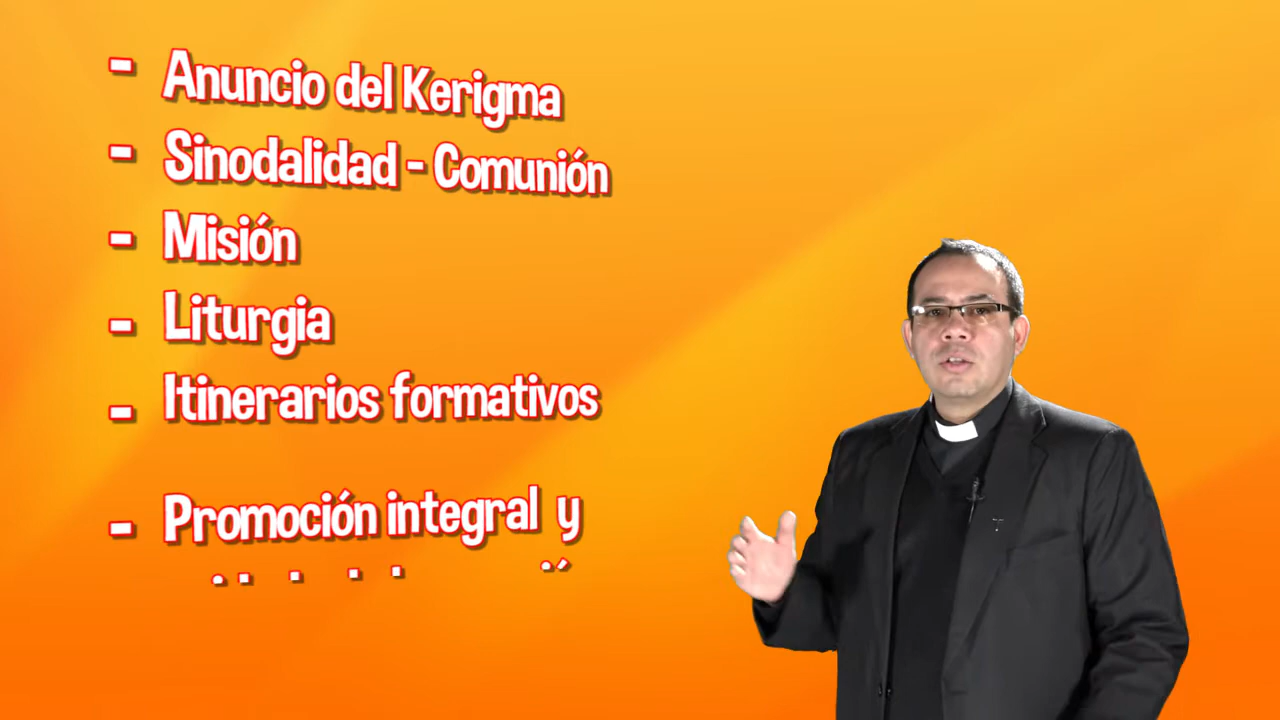 - Anuncio del Kerigma
- Sinodalidad - Comunión
- Misión
- Liturgia
- Itinerarios formativos
- Promoción integral y